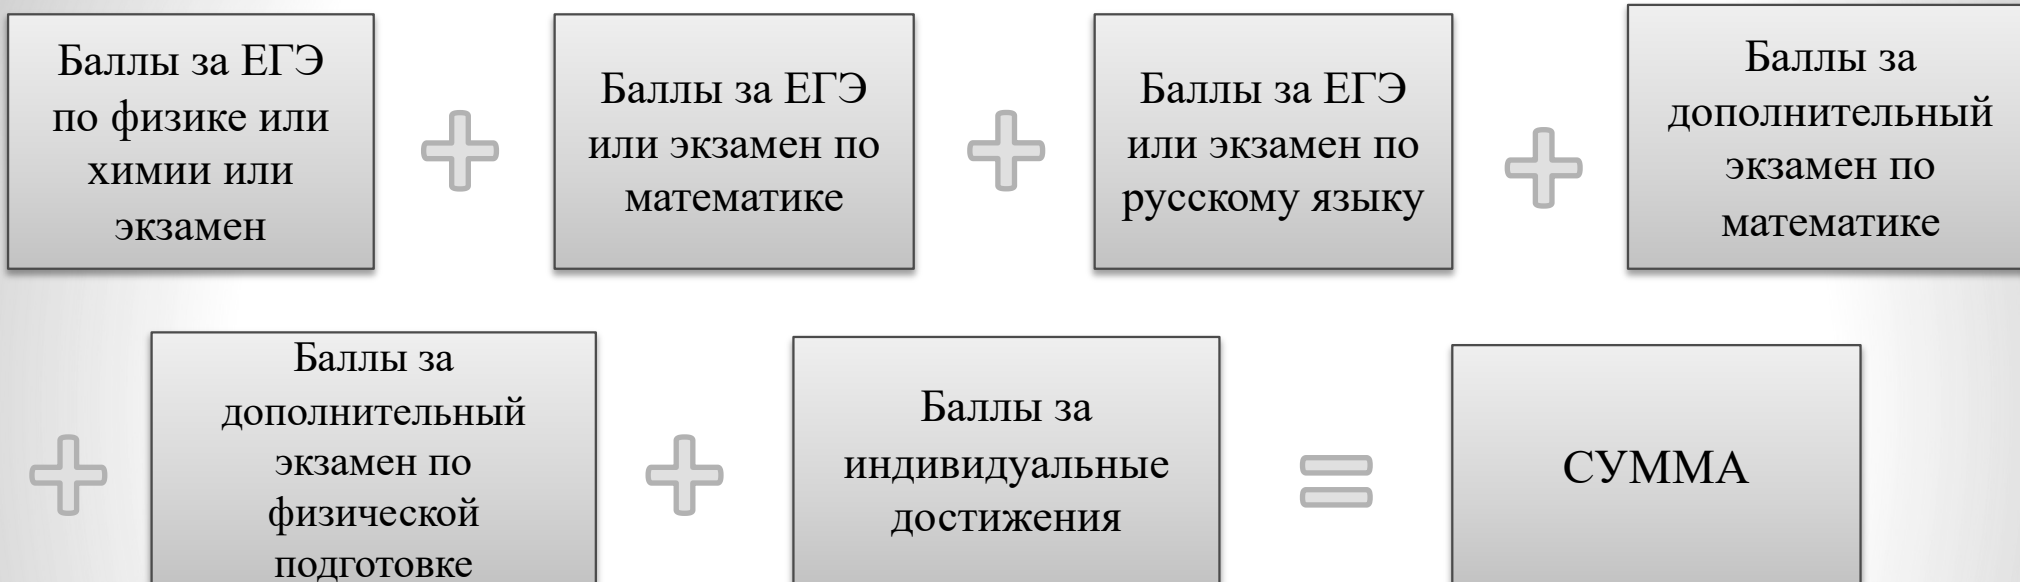 Баллы за ЕГЭ
по физике или
химии или
экзамен
Баллы за ЕГЭ
или экзамен по
математике
Баллы за ЕГЭ
или экзамен по
русскому языку
Баллы за
дополнительный
экзамен по
математике
Баллы за
дополнительный
экзамен по
физической
подготовке
Баллы за
индивидуальные
достижения
СУММА